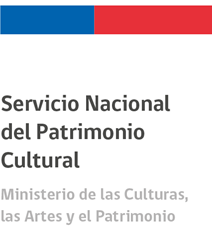 Servicio Nacional
del Patrimonio
Cultural
Ministerio de las Culturas,
las Artes y el Patrimonio